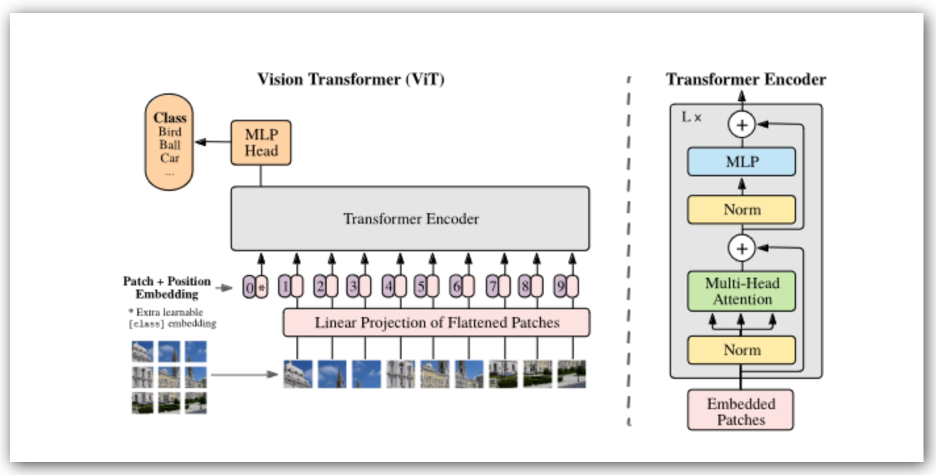 Vision Transformer (ViT)
Class
Bird
Ball
Car
...
MLP
Head
Transformer Encoder
Patch + Position
Embedding
0 * 1 2 3 4 5 6 7 8 9
* Extra learnable
[class] embedding
Linear Projection of Flattened Patches
Transformer Encoder
L ×
+
MLP
Norm
+
Multi-Head
Attention
Norm
Embedded
Patches